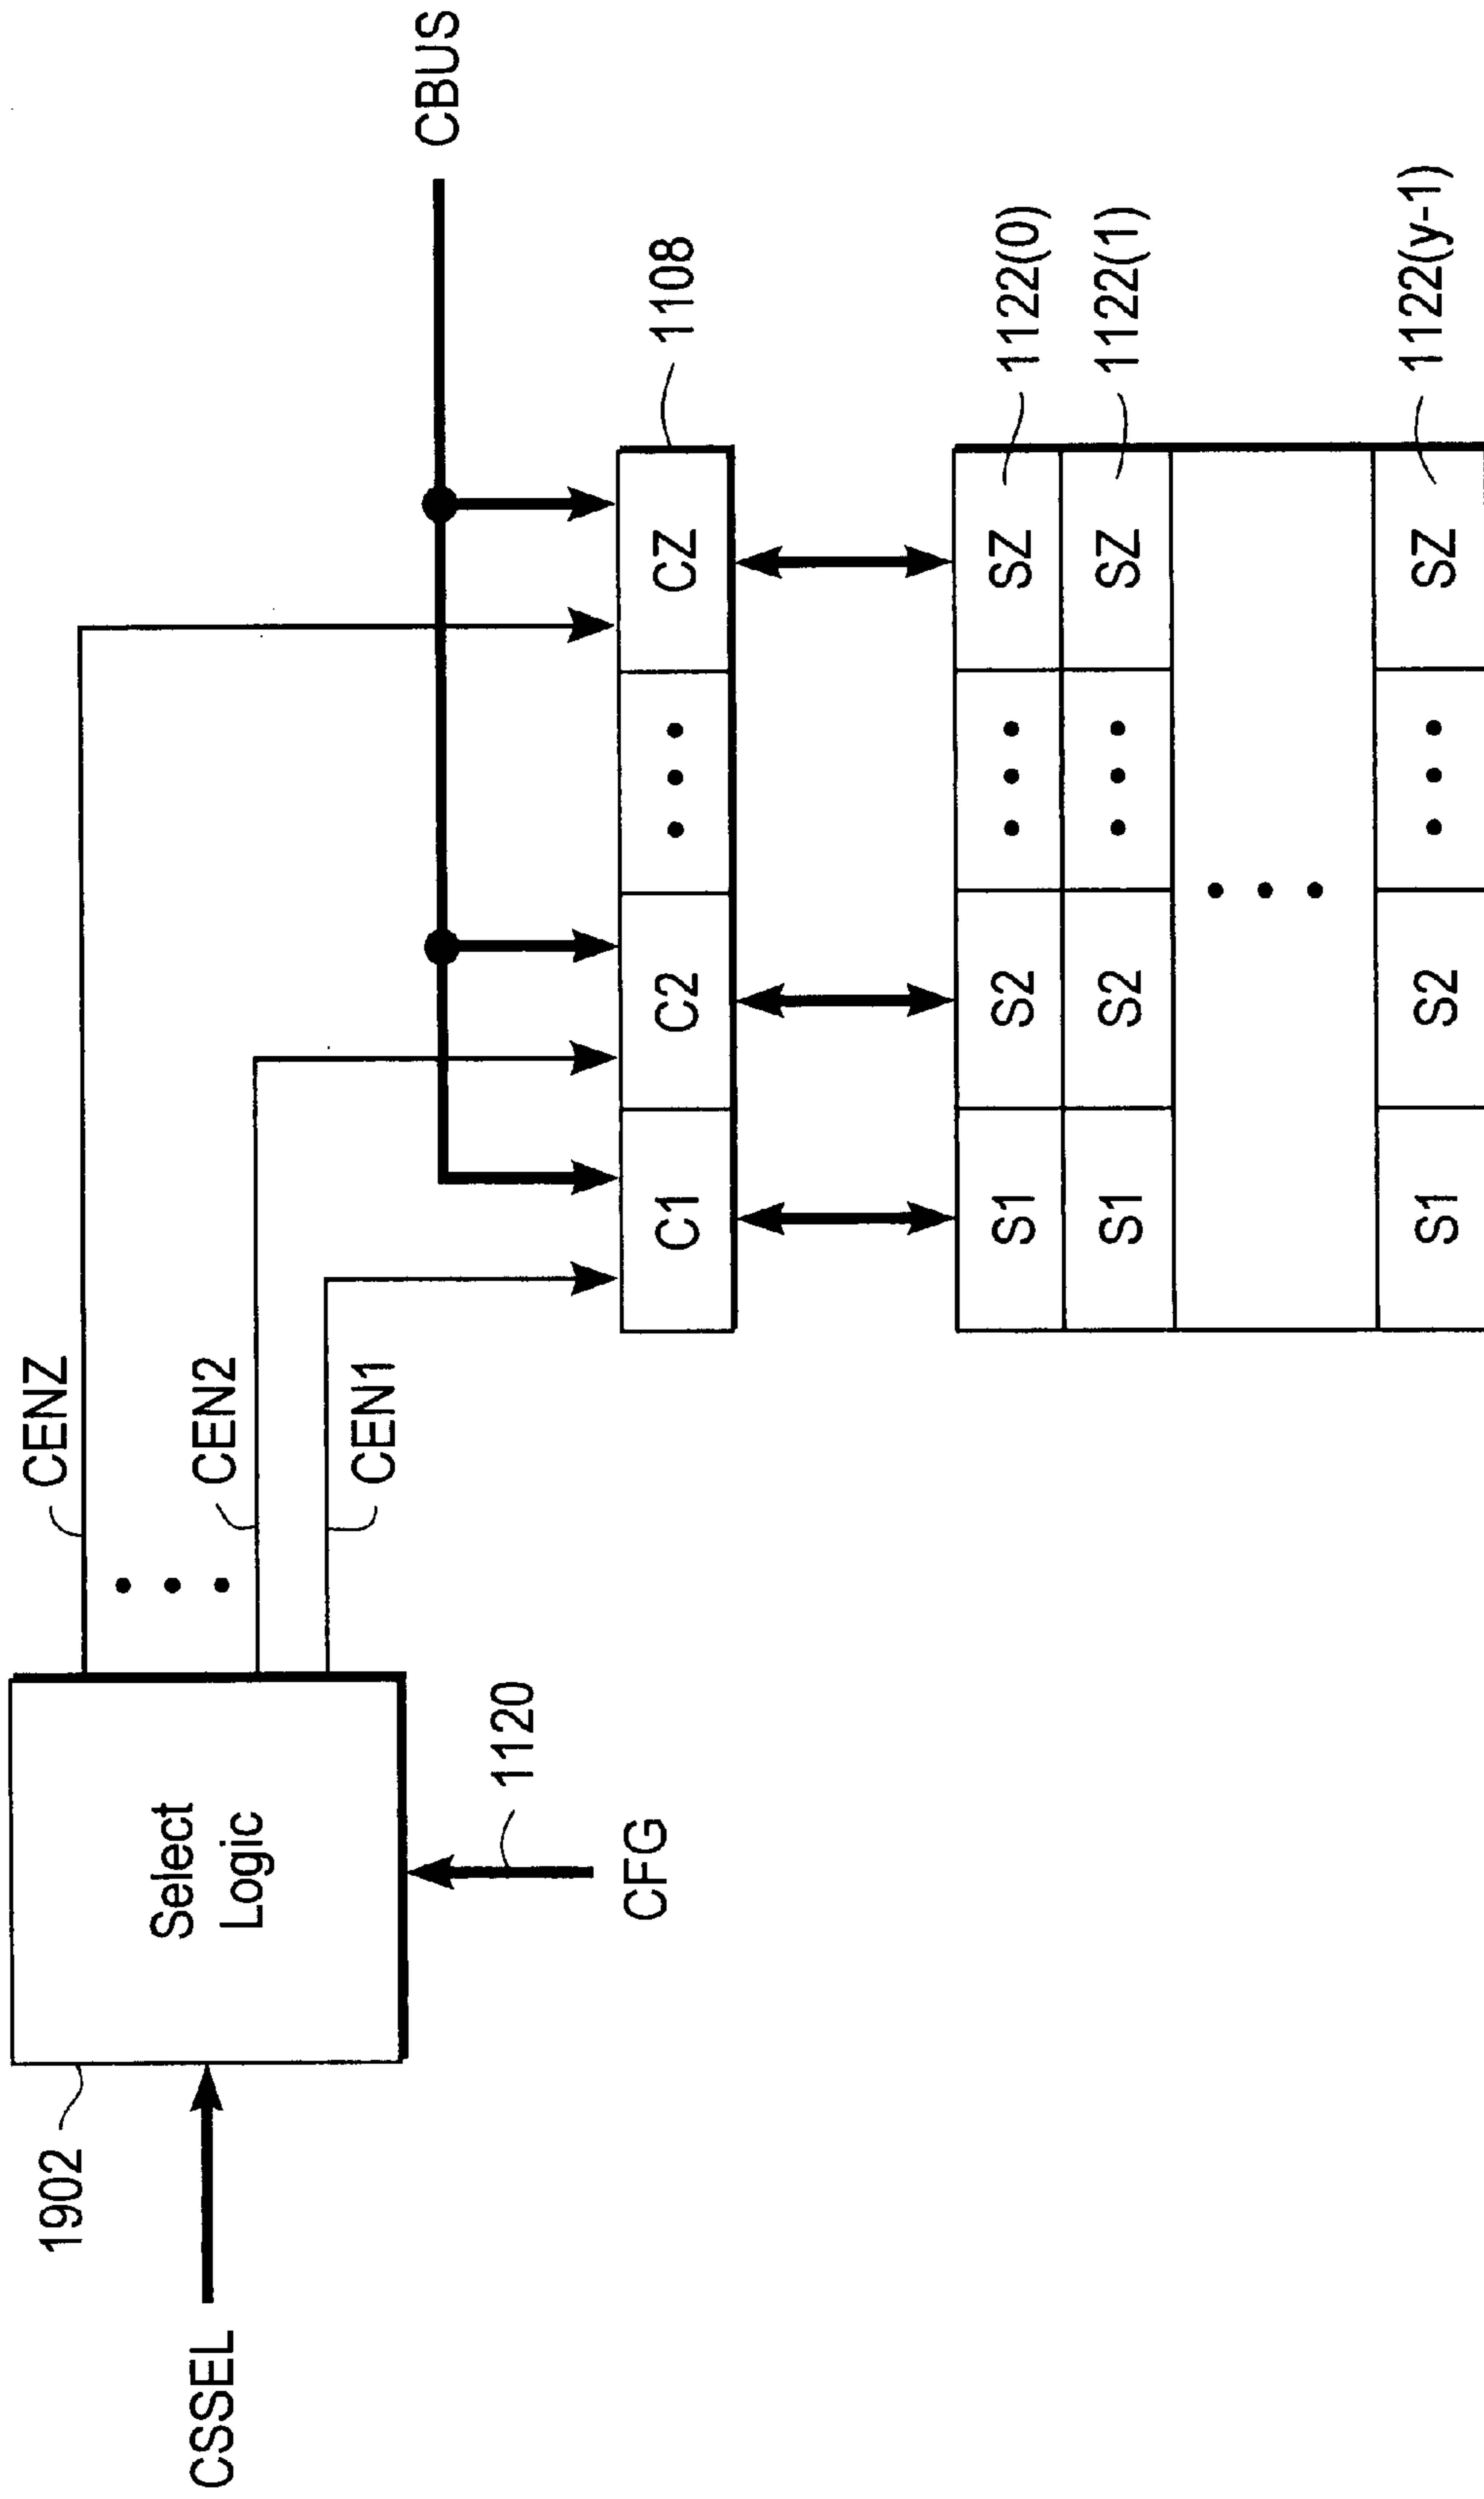 CENZ
CEN2
CEN1
1902
Select
Logic
CSSEL
1120
CFG
CBUS
C1 C2 CZ
1108
S1 S2 SZ
1122(0)
S1 S2 SZ
1122(1)
S1 S2 SZ
1122(y-1)